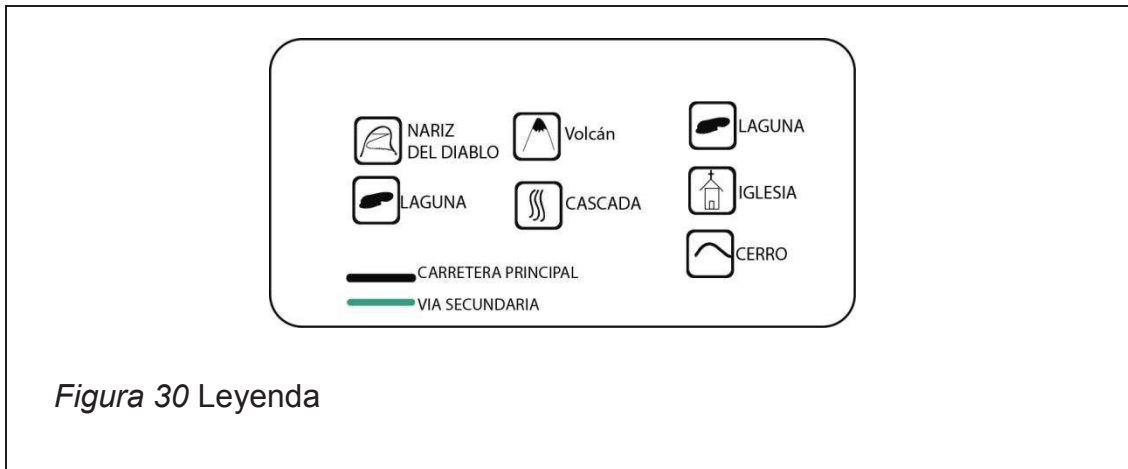 NARIZ
DEL DIABLO
Volcán
LAGUNA
LAGUNA
CASCADA
IGLESIA
CERRO
CARRETERA PRINCIPAL
VIA SECUNDARIA
Figura 30 Leyenda